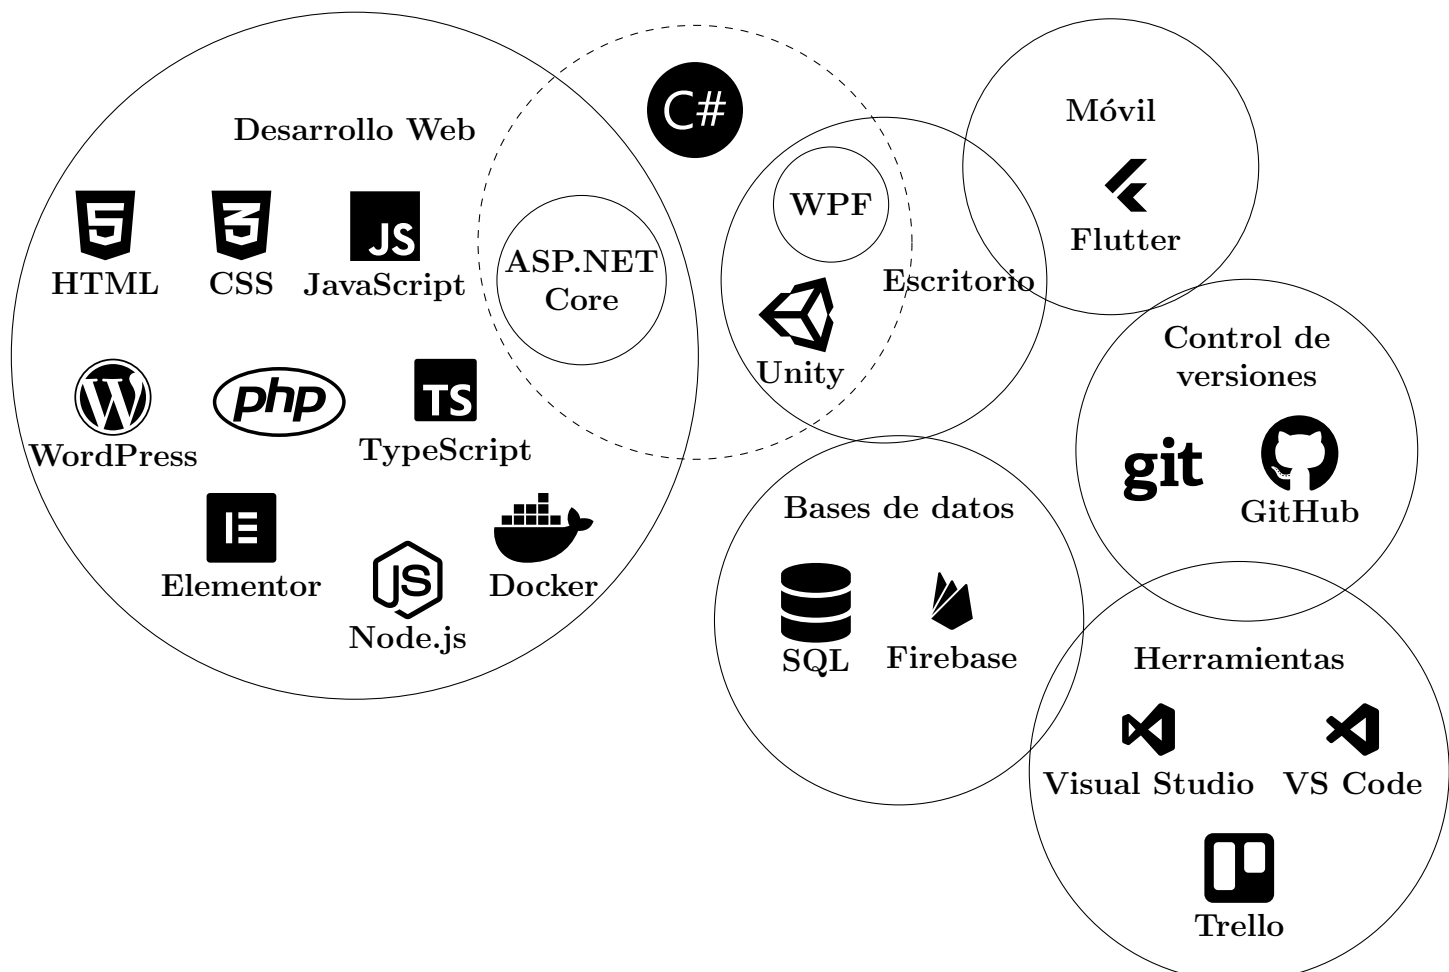 C#
Desarrollo Web
5
HTML
3
CSS
JS
JavaScript
ASP.NET
Core
W
WordPress
php
TS
TypeScript
Elementor
JS
Node.js
Docker
WPF
Escritorio
Unity
Móvil
Flutter
Control de
versiones
git
GitHub
Bases de datos
SQL
Firebase
Herramientas
Visual Studio
VS Code
Trello